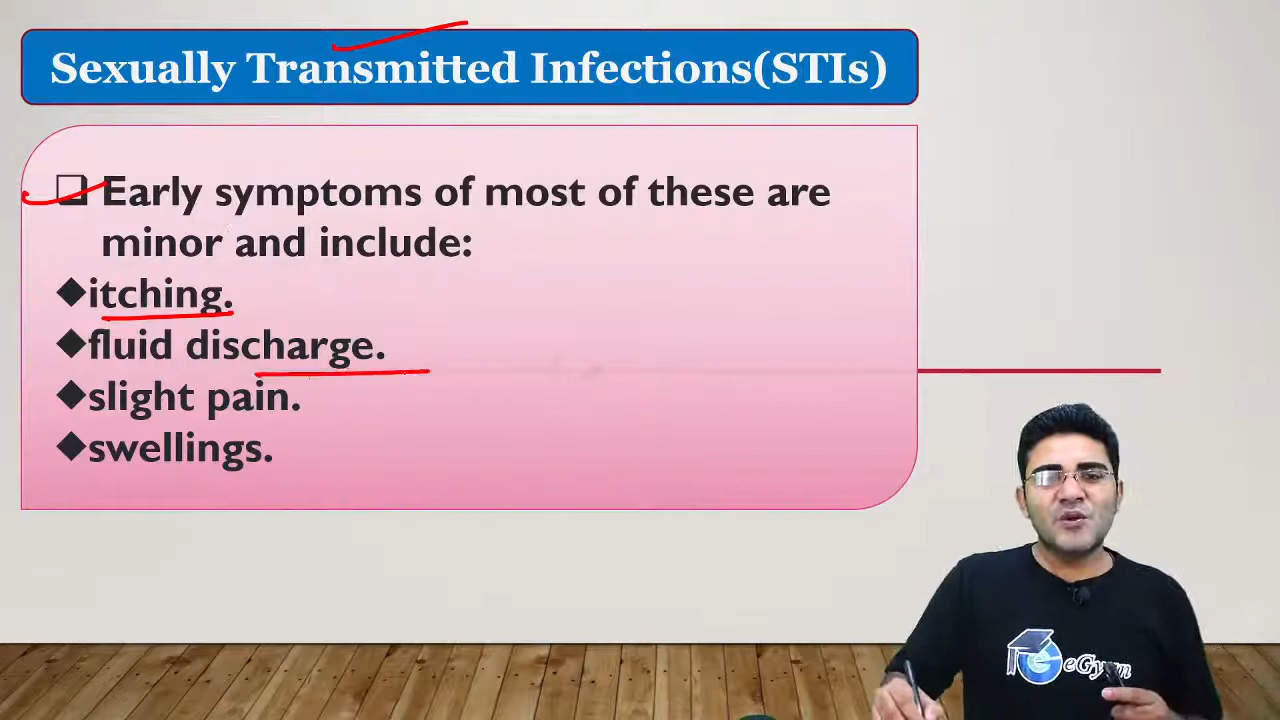 Sexually Transmitted Infections(STIs)
❑ Early symptoms of most of these are
minor and include:
◆itching.
◆fluid discharge.
◆slight pain.
◆swellings.